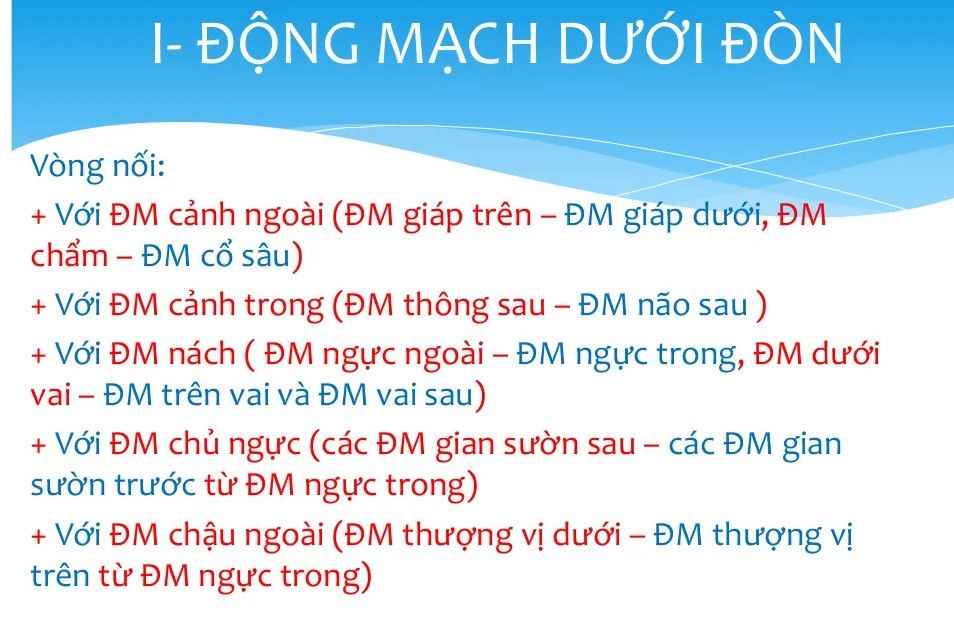 I- ĐỘNG MẠCH DƯỚI ĐÒN
Vòng nối:
+ Với ĐM cảnh ngoài (ĐM giáp trên – ĐM giáp dưới, ĐM
chẩm – ĐM cổ sâu)
+ Với ĐM cảnh trong (ĐM thông sau – ĐM não sau )
+ Với ĐM nách ( ĐM ngực ngoài – ĐM ngực trong, ĐM dưới
vai – ĐM trên vai và ĐM vai sau)
+ Với ĐM chủ ngực (các ĐM gian sườn sau – các ĐM gian
sườn trước từ ĐM ngực trong)
+ Với ĐM chậu ngoài (ĐM thượng vị dưới – ĐM thượng vị
trên từ ĐM ngực trong)